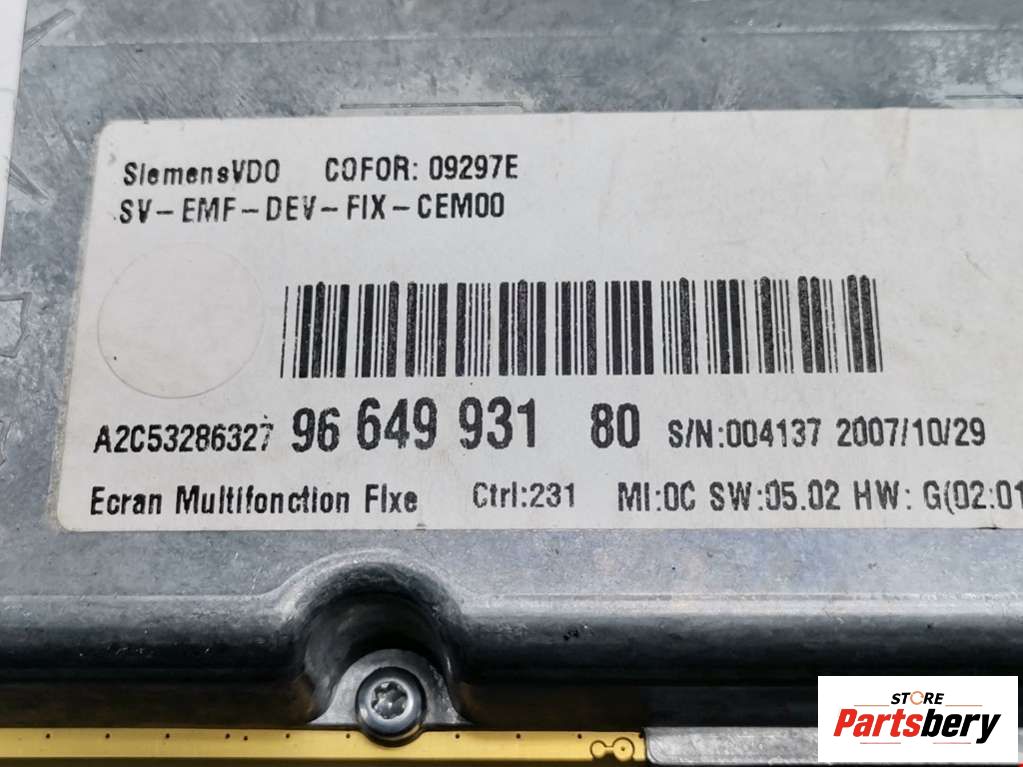 SiemensVDO COFOR: 09297E
SV-EMF-DEV-FIX-CEM00
A2C53286327 96 649 931 80 S/N:004137 2007/10/29
Ecran Multifonction Fixe Ctrl:231 MI:0C SW:05.02 HW: G(02:01
STORE
Partsbery